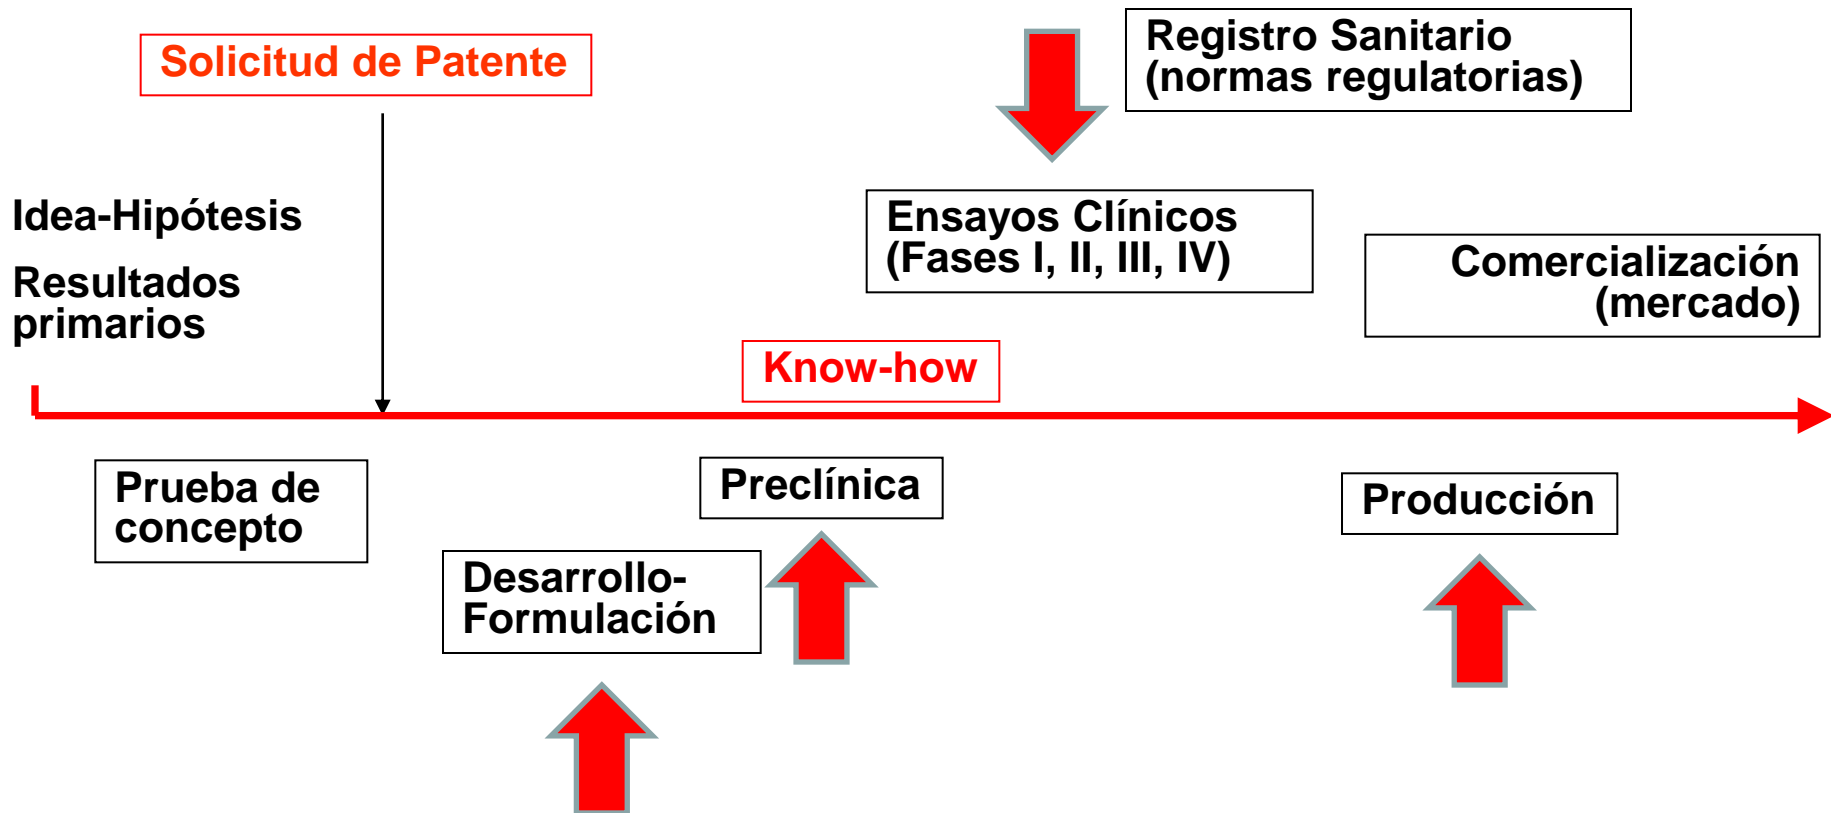 Registro Sanitario
(normas regulatorias)
Solicitud de Patente
Idea-Hipótesis
Resultados
primarios
Ensayos Clínicos
(Fases I, II, III, IV)
Comercialización
(mercado)
Know-how
Prueba de
concepto
Preclínica
Producción
Desarrollo-
Formulación